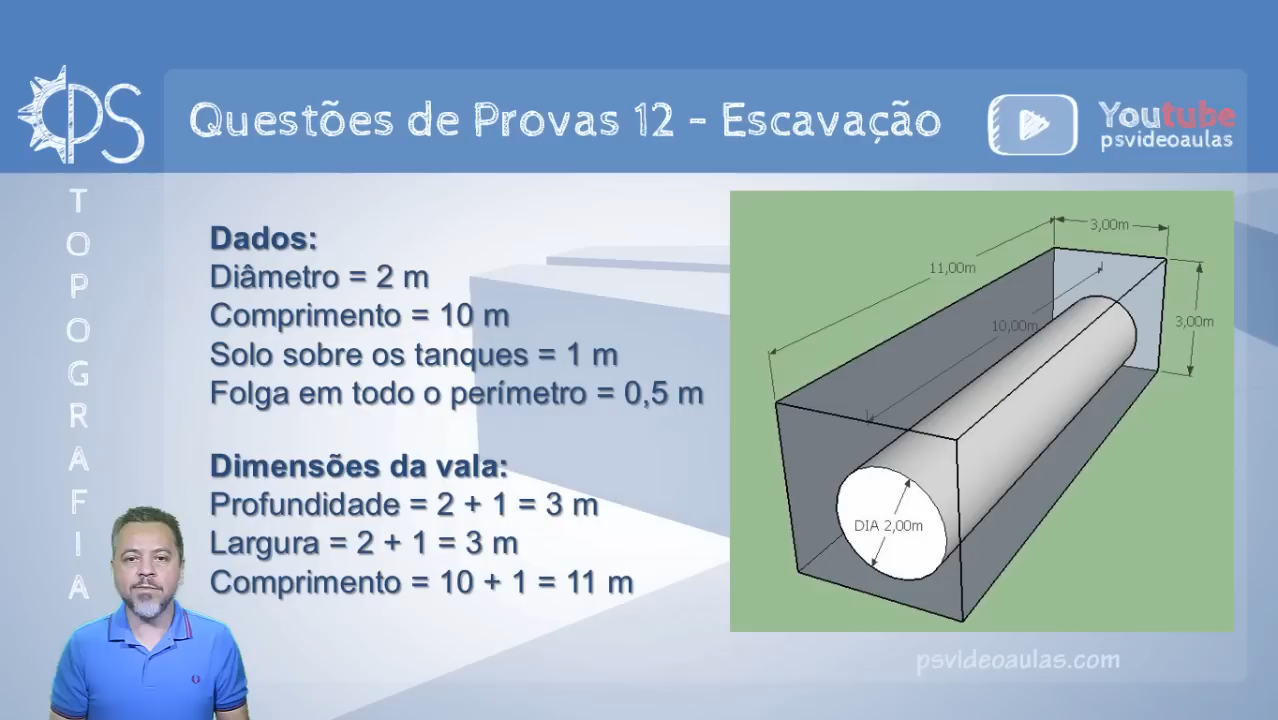 CPS
Questões de Provas 12 - Escavação
Youtube
psvideoaulas
TOPOGRAFIA
Dados:
Diâmetro = 2 m
Comprimento = 10 m
Solo sobre os tanques = 1 m
Folga em todo o perímetro = 0,5 m
Dimensões da vala:
Profundidade = 2 + 1 = 3 m
Largura = 2 + 1 = 3 m
Comprimento = 10 + 1 = 11 m
3,00m
11,00m
10,00m
3,00m
DIA 2,00m
psvideoaulas.com